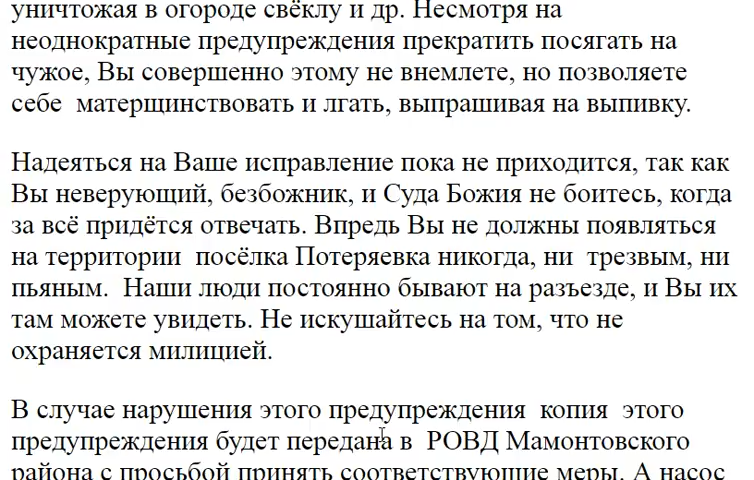 уничтожая в огороде свёклу и др. Несмотря на
неоднократные предупреждения прекратить посягать на
чужое, Вы совершенно этому не внемлете, но позволяете
себе  матерщинствовать и лгать, выпрашивая на выпивку.
Надеяться на Ваше исправление пока не приходится, так как
Вы неверующий, безбожник, и Суда Божия не боитесь, когда
за всё придётся отвечать. Впредь Вы не должны появляться
на территории  посёлка Потеряевка никогда, ни  трезвым, ни
пьяным.  Наши люди постоянно бывают на разъезде, и Вы их
там можете увидеть. Не искушайтесь на том, что не
охраняется милицией.
В случае нарушения этого предупреждения  копия  этого
предупреждения будет передана в  РОВД Мамонтовского
района с просьбой принять соответствующие меры. А насос